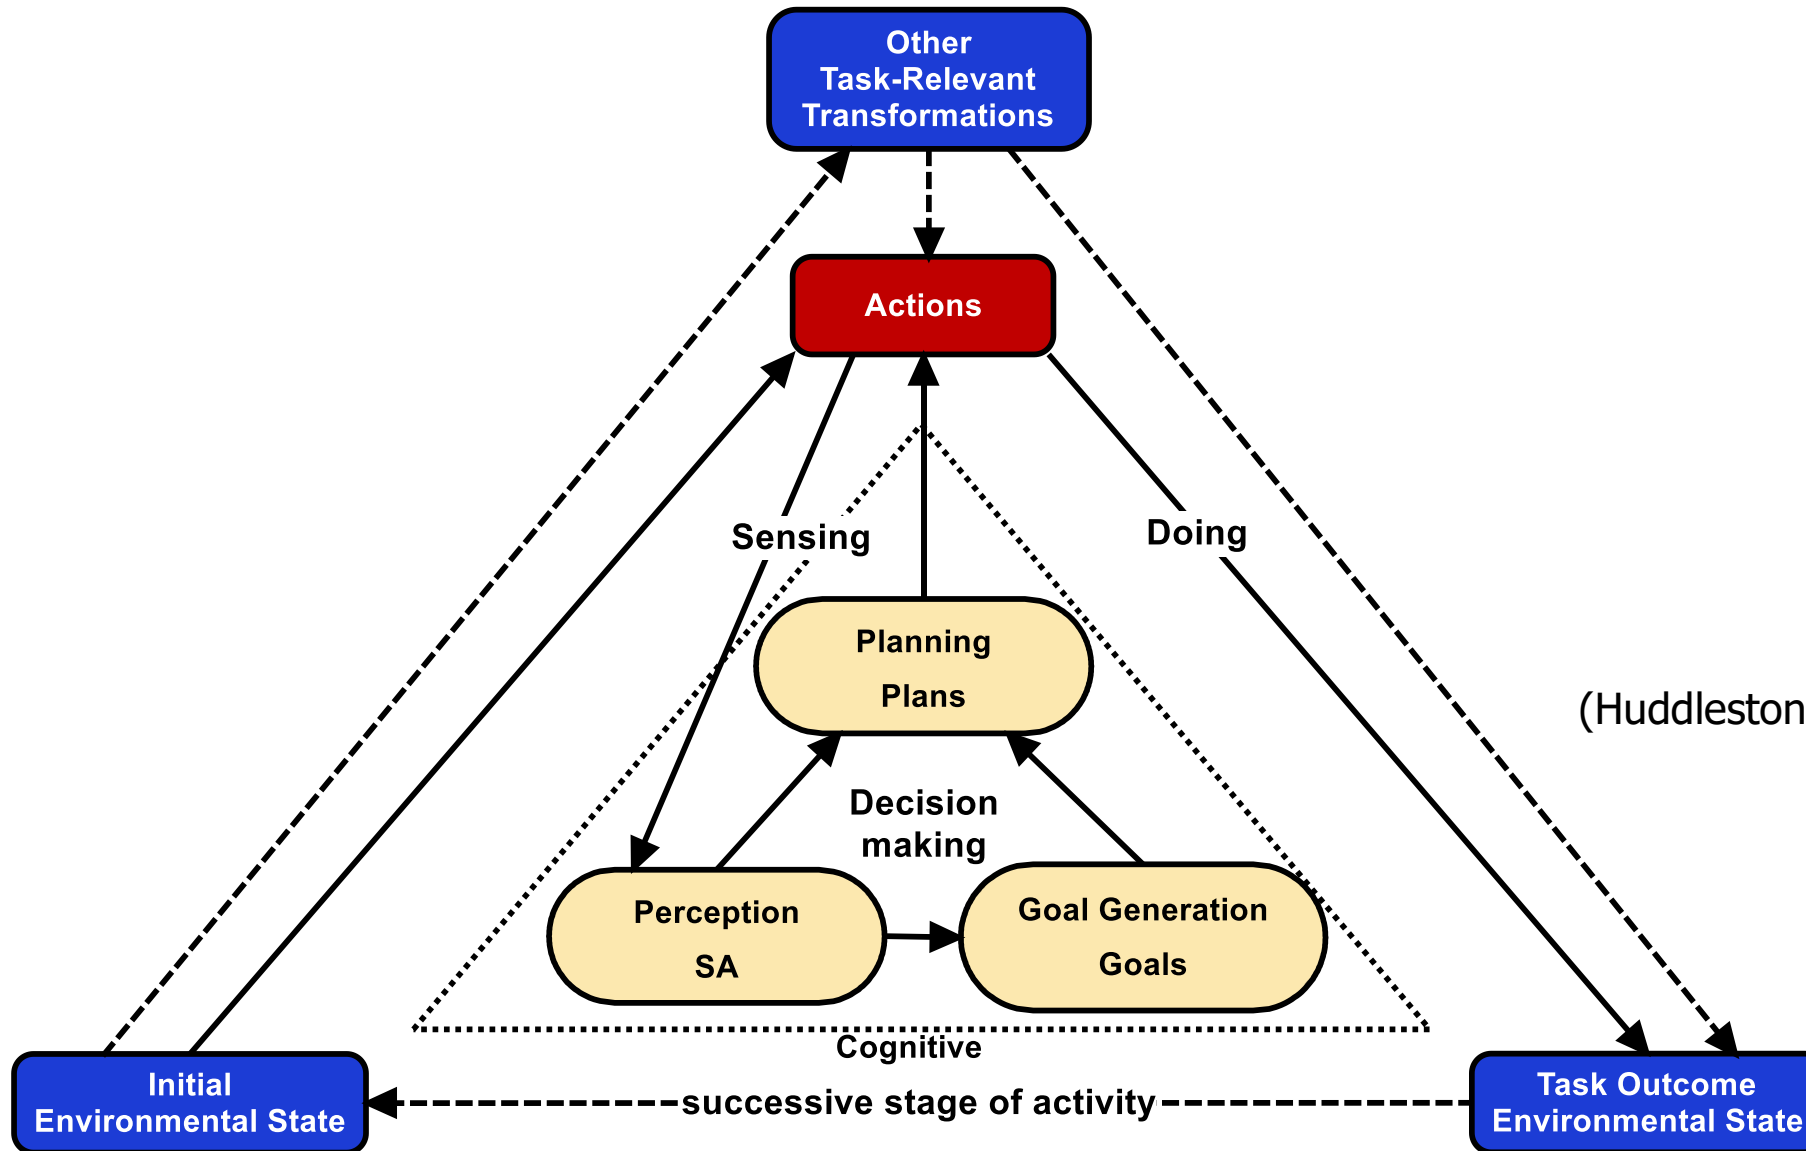 Other
Task-Relevant
Transformations
Actions
Sensing
Doing
Planning
Plans
(Huddleston
Decision
making
Perception
SA
Goal Generation
Goals
Cognitive
Initial
Environmental State
successive stage of activity
Task Outcome
Environmental State